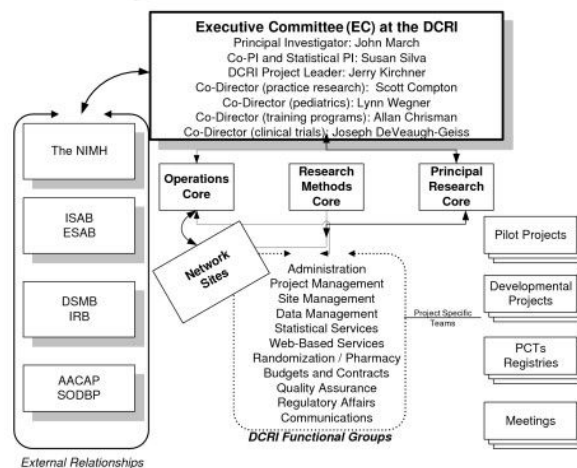 Executive Committee (EC) at the DCRI
Principal Investigator: John March
Co-PI and Statistical PI: Susan Silva
DCRI Project Leader: Jerry Kirchner
Co-Director (practice research): Scott Compton
Co-Director (pediatrics): Lynn Wegner
Co-Director (training programs): Allan Chrisman
Co-Director (clinical trials): Joseph DeVeaugh-Geiss
The NIMH
ISAB
ESAB
DSMB
IRB
AACAP
SODBP
External Relationships
Operations
Core
Research
Methods
Core
Principal
Research Core
Network
Sites
Administration
Project Management
Site Management
Data Management
Statistical Services
Web-Based Services
Randomization / Pharmacy
Budgets and Contracts
Quality Assurance
Regulatory Affairs
Communications
DCRI Functional Groups
Project Specific
Teams
Pilot Projects
Developmental
Projects
PCTs
Registries
Meetings